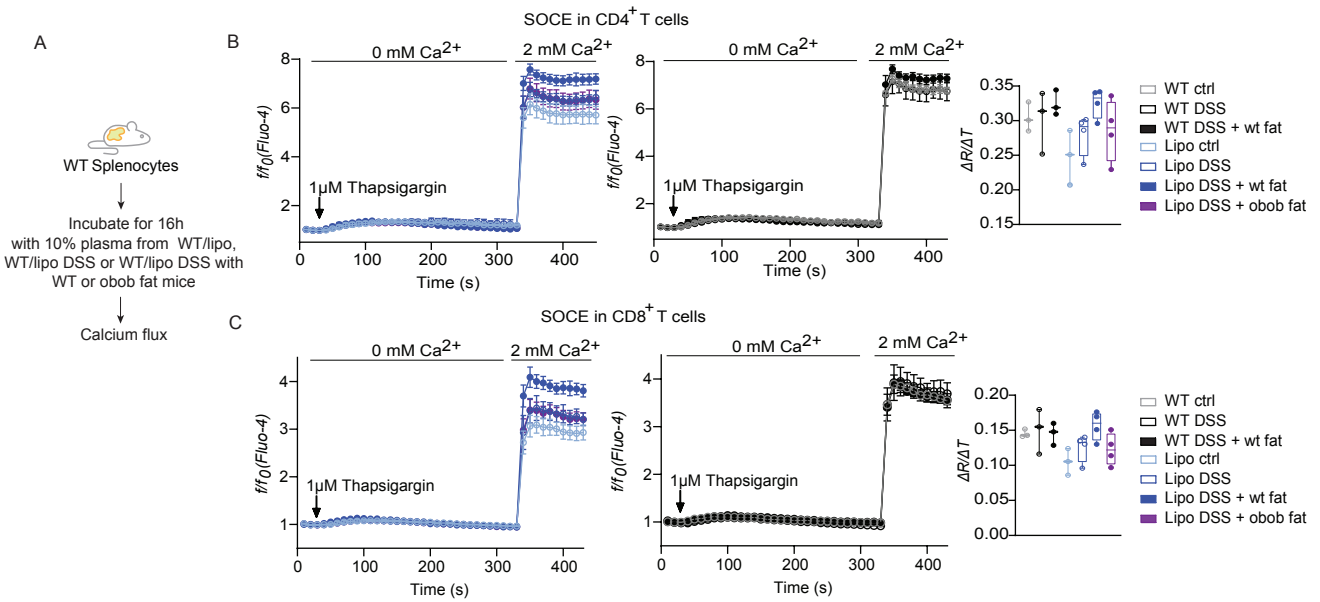 A
WT Splenocytes
Incubate for 16h
with 10% plasma from WT/lipo,
WT/lipo DSS or WT/lipo DSS with
WT or obob fat mice
Calcium flux
B
SOCE in CD4+ T cells
0 mM Ca2+
2 mM Ca2+
f/f0(Fluo-4)
8
6
4
2
1µM Thapsigargin
0
100
200
300
400
Time (s)
0 mM Ca2+
2 mM Ca2+
f/f0(Fluo-4)
8
6
4
2
1µM Thapsigargin
0
100
200
300
400
Time (s)
ΔR/ΔT
0.35
0.30
0.25
0.20
0.15
WT ctrl
WT DSS
WT DSS + wt fat
Lipo ctrl
Lipo DSS
Lipo DSS + wt fat
Lipo DSS + obob fat
C
SOCE in CD8+ T cells
0 mM Ca2+
2 mM Ca2+
f/f0(Fluo-4)
4
3
2
1
1µM Thapsigargin
0
100
200
300
400
Time (s)
0 mM Ca2+
2 mM Ca2+
f/f0(Fluo-4)
4
3
2
1
1µM Thapsigargin
0
100
200
300
400
Time (s)
ΔR/ΔT
0.20
0.15
0.10
0.05
0.00
WT ctrl
WT DSS
WT DSS + wt fat
Lipo ctrl
Lipo DSS
Lipo DSS + wt fat
Lipo DSS + obob fat